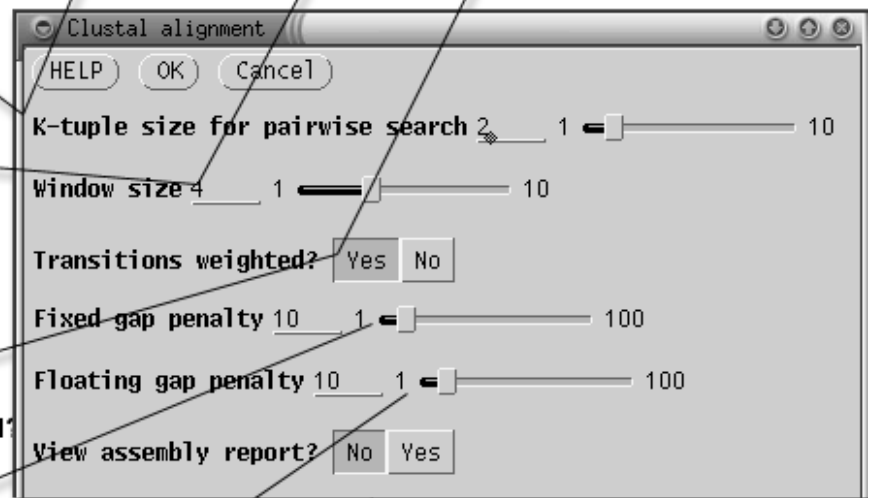 Clustal alignment
HELP OK Cancel
K-tuple size for pairwise search 2 1 10
Window size 4 1 10
Transitions weighted? Yes No
Fixed gap penalty 10 1 100
Floating gap penalty 10 1 100
View assembly report? No Yes